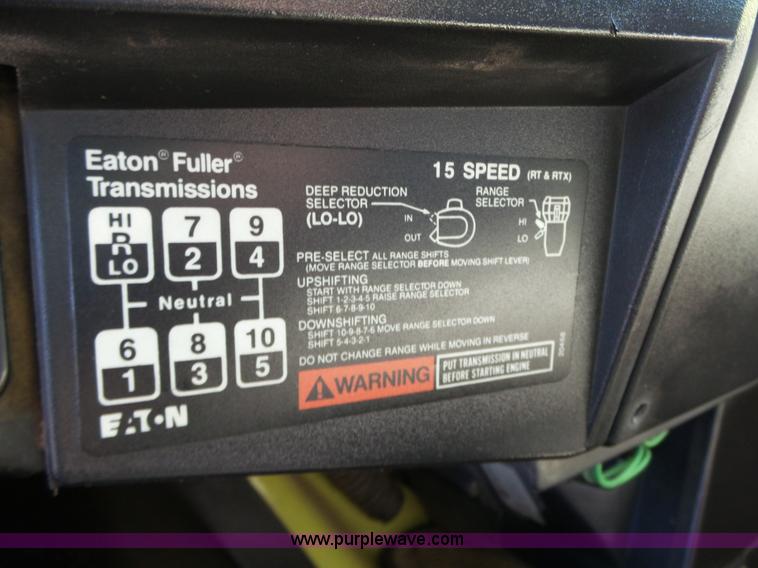 Eaton® Fuller®
Transmissions
15 SPEED (RT & RTX)
HI
R
LO
7
2
9
4
Neutral
6
1
8
3
10
5
EATON
DEEP REDUCTION
SELECTOR
(LO-LO)
IN
OUT
RANGE
SELECTOR
HI
LO
PRE-SELECT ALL RANGE SHIFTS
(MOVE RANGE SELECTOR BEFORE MOVING SHIFT LEVER)
UPSHIFTING
START WITH RANGE SELECTOR DOWN
SHIFT 1-2-3-4-5 RAISE RANGE SELECTOR
SHIFT 6-7-8-9-10
DOWNSHIFTING
SHIFT 10-9-8-7-6 MOVE RANGE SELECTOR DOWN
SHIFT 5-4-3-2-1
DO NOT CHANGE RANGE WHILE MOVING IN REVERSE
WARNING
PUT TRANSMISSION IN NEUTRAL
BEFORE STARTING ENGINE
www.purplewave.com